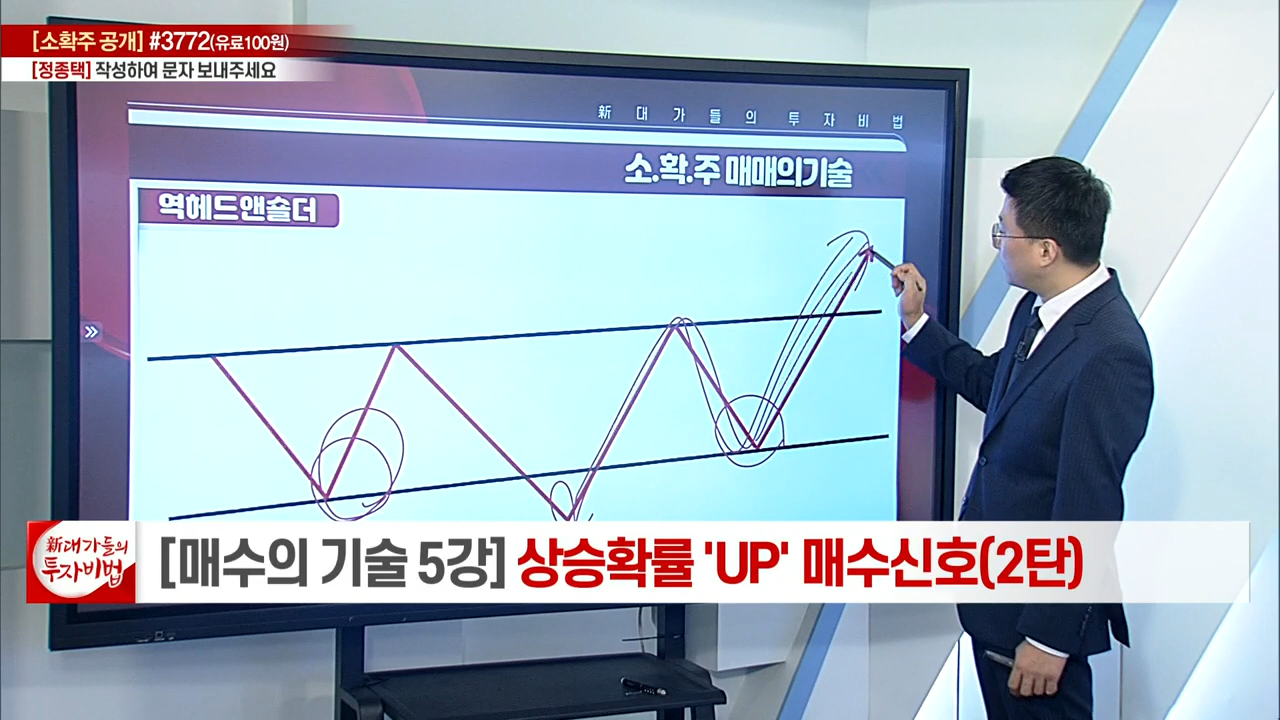 [소확주 공개] #3772(유료100원)
[정종택] 작성하여 문자 보내주세요
新 대가들의 투자비법
소.확.주 매매의기술
역헤드앤숄더
新대가들의
투자비법
[매수의 기술 5강] 상승확률 'UP' 매수신호(2탄)